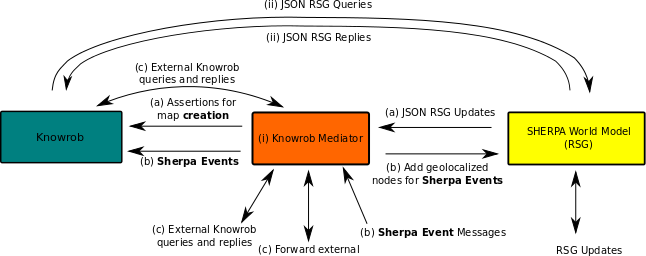 (ii) JSON RSG Queries
(ii) JSON RSG Replies
(c) External Knowrob
queries and replies
(a) Assertions for
map creation
(a) JSON RSG Updates
Knowrob
(i) Knowrob Mediator
SHERPA World Model
(RSG)
(b) Sherpa Events
(b) Add geolocalized
nodes for Sherpa Events
(c) External Knowrob
queries and replies
(b) Sherpa Event Messages
(c) Forward external
RSG Updates